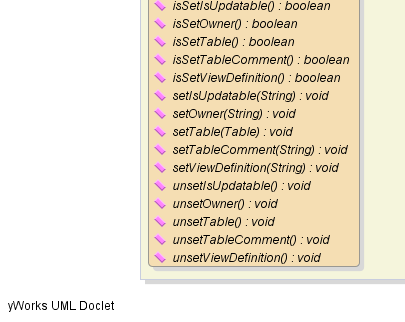 isSetIsUpdatable() : boolean
isSetOwner() : boolean
isSetTable() : boolean
isSetTableComment() : boolean
isSetViewDefinition() : boolean
setIsUpdatable(String) : void
setOwner(String) : void
setTable(Table) : void
setTableComment(String) : void
setViewDefinition(String) : void
unsetIsUpdatable() : void
unsetOwner() : void
unsetTable() : void
unsetTableComment() : void
unsetViewDefinition() : void
yWorks UML Doclet